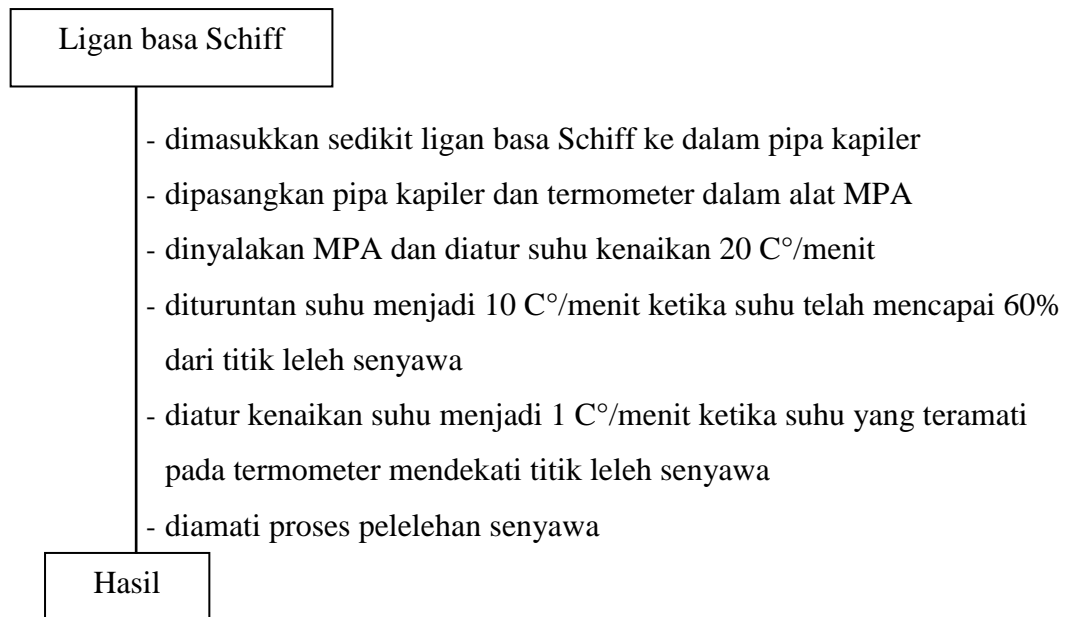 Ligan basa Schiff
- dimasukkan sedikit ligan basa Schiff ke dalam pipa kapiler
- dipasangkan pipa kapiler dan termometer dalam alat MPA
- dinyalakan MPA dan diatur suhu kenaikan 20 C°/menit
- dituruntan suhu menjadi 10 C°/menit ketika suhu telah mencapai 60%
dari titik leleh senyawa
- diatur kenaikan suhu menjadi 1 C°/menit ketika suhu yang teramati
pada termometer mendekati titik leleh senyawa
- diamati proses pelelehan senyawa
Hasil